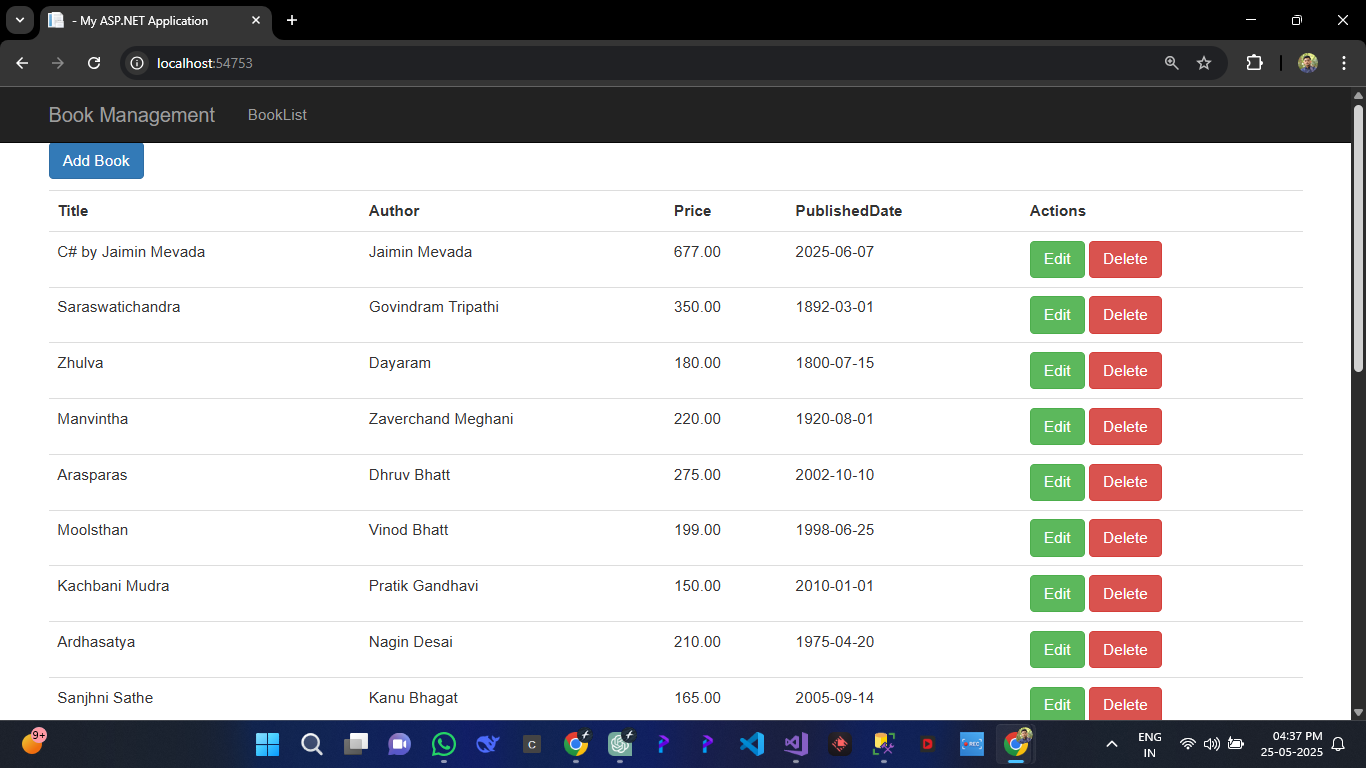 - My ASP.NET Application
localhost:54753
Book Management BookList
Add Book
Title Author Price PublishedDate Actions
C# by Jaimin Mevada Jaimin Mevada 677.00 2025-06-07 Edit Delete
Saraswatichandra Govindram Tripathi 350.00 1892-03-01 Edit Delete
Zhulva Dayaram 180.00 1800-07-15 Edit Delete
Manvintha Zaverchand Meghani 220.00 1920-08-01 Edit Delete
Arasparas Dhruv Bhatt 275.00 2002-10-10 Edit Delete
Moolsthan Vinod Bhatt 199.00 1998-06-25 Edit Delete
Kachbani Mudra Pratik Gandhavi 150.00 2010-01-01 Edit Delete
Ardhasatya Nagin Desai 210.00 1975-04-20 Edit Delete
Sanjhni Sathe Kanu Bhagat 165.00 2005-09-14 Edit Delete
9+
C
D
REC
ENG
IN
04:37 PM
25-05-2025